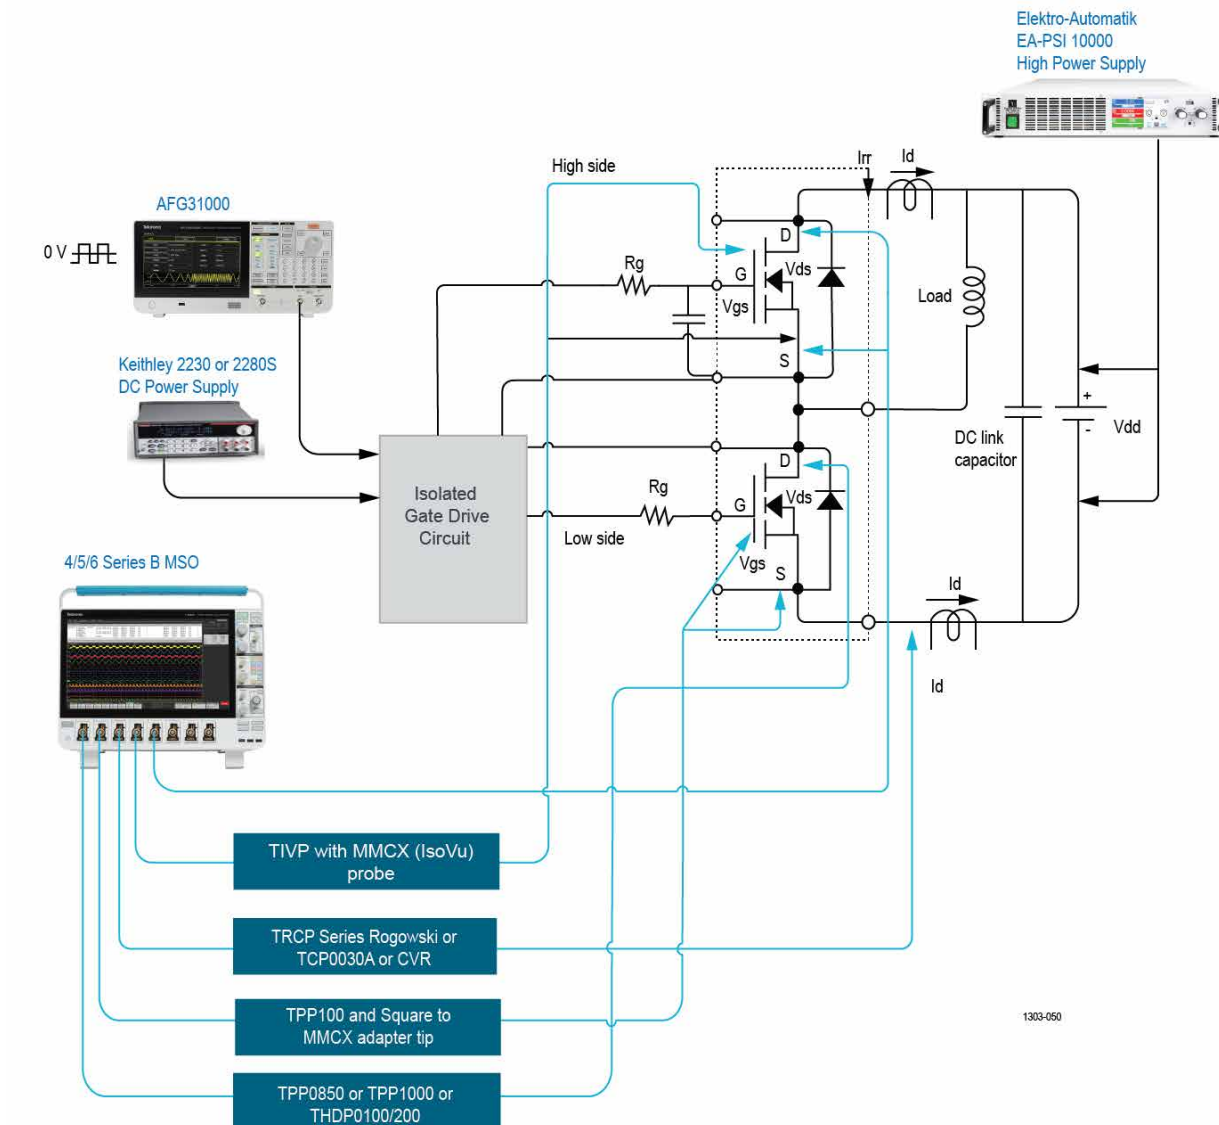 Elektro-Automatik
EA-PSI 10000
High Power Supply
High side
Irr
Id
AFG31000
0 V
D
Rg
G
Vds
Vgs
Load
S
Keithley 2230 or 2280S
DC Power Supply
+
-
Vdd
DC link
capacitor
D
Isolated
Gate Drive
Circuit
Rg
G
Vds
Low side
Vgs
S
4/5/6 Series B MSO
Id
Id
TIVP with MMCX (IsoVu)
probe
TRCP Series Rogowski or
TCP0030A or CVR
TPP100 and Square to
MMCX adapter tip
1303-050
TPP0850 or TPP1000 or
THDP0100/200